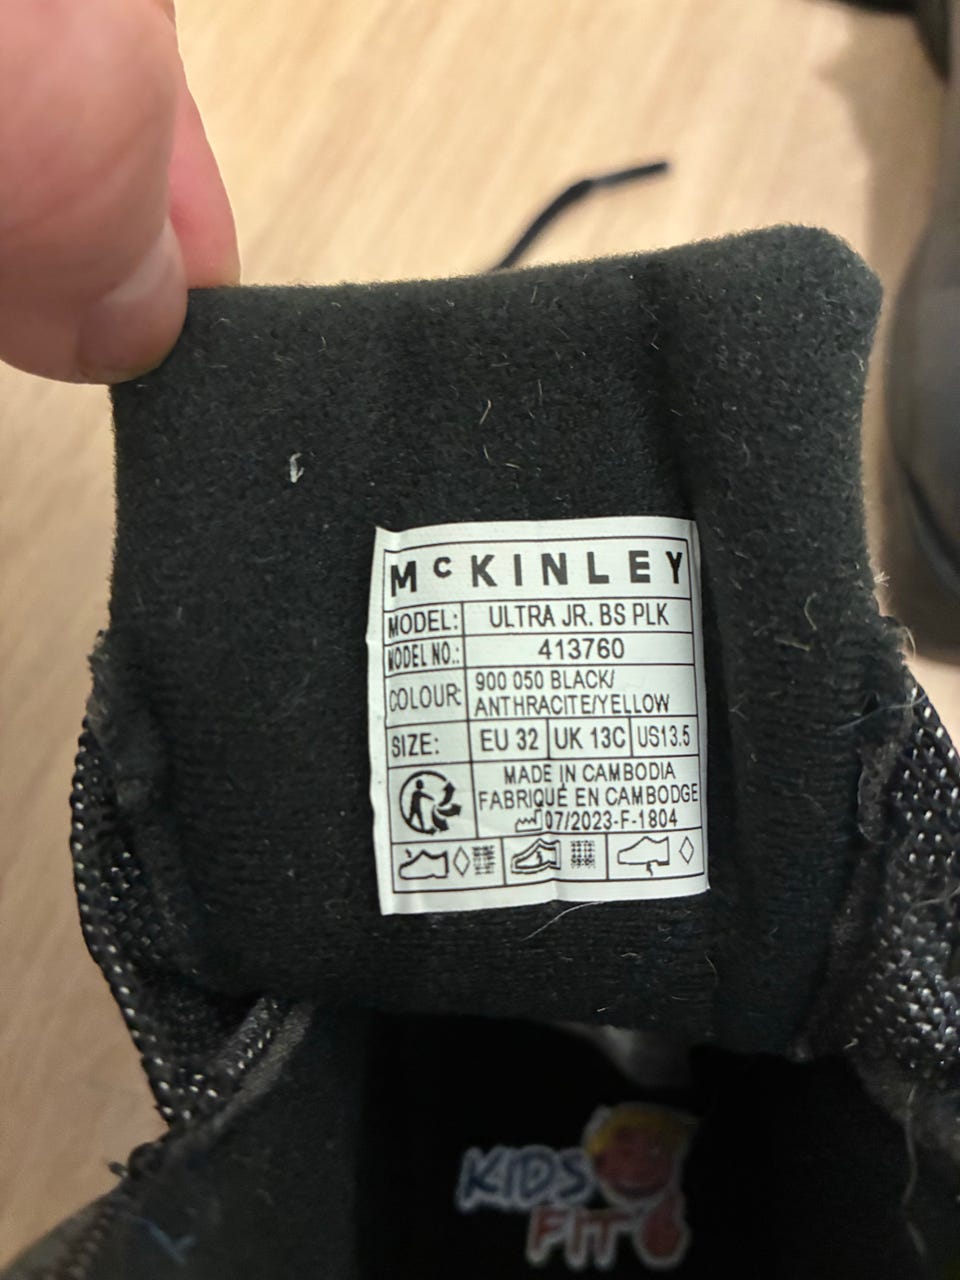 McKINLEY
MODEL: ULTRA JR. BS PLK
MODEL NO.: 413760
COLOUR: 900 050 BLACK/
ANTHRACITE/YELLOW
SIZE: EU 32 UK 13C US13.5
MADE IN CAMBODIA
FABRIQUÉ EN CAMBODGE
07/2023-F-1804
KIDS
FIT